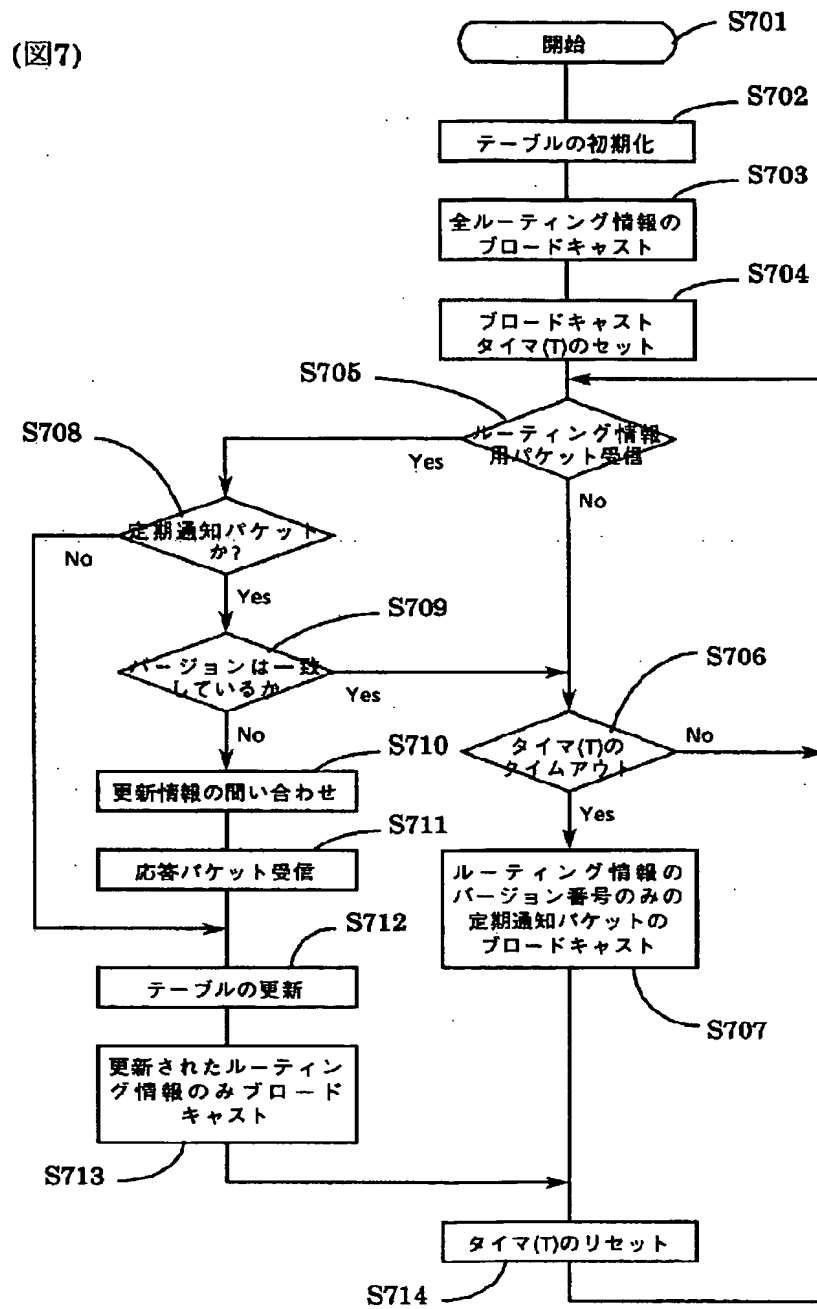 (図7)
S701
開始
S702
テーブルの初期化
S703
全ルーティング情報の
ブロードキャスト
S704
ブロードキャスト
タイマ(T)のセット
S705
ルーティング情報
用パケット受信
Yes
No
S708
定期通知パケット
か?
No
Yes
S709
バージョンは一致
しているか
Yes
No
S706
タイマ(T)の
タイムアウト
No
Yes
S710
更新情報の問い合わせ
S711
応答パケット受信
ルーティング情報の
バージョン番号のみの
定期通知パケットの
ブロードキャスト
S707
S712
テーブルの更新
更新されたルーティン
グ情報のみブロード
キャスト
S713
タイマ(T)のリセット
S714